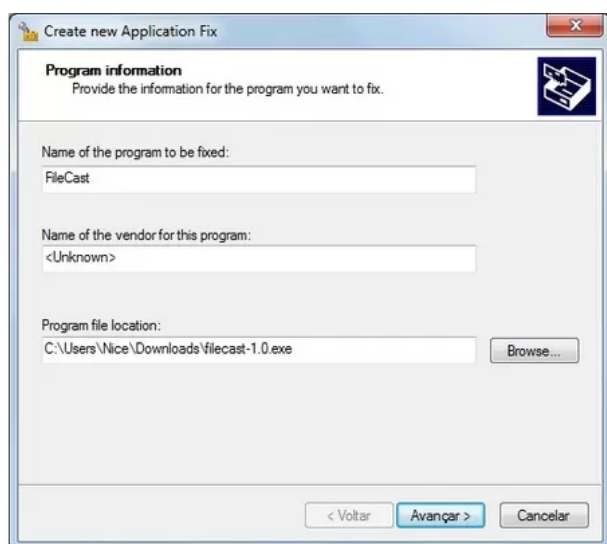 Create new Application Fix
Program information
Provide the information for the program you want to fix.
Name of the program to be fixed:
FileCast
Name of the vendor for this program:
<Unknown>
Program file location:
C:\Users\Nice\Downloads\filecast-1.0.exe
Browse...
< Voltar
Avançar >
Cancelar